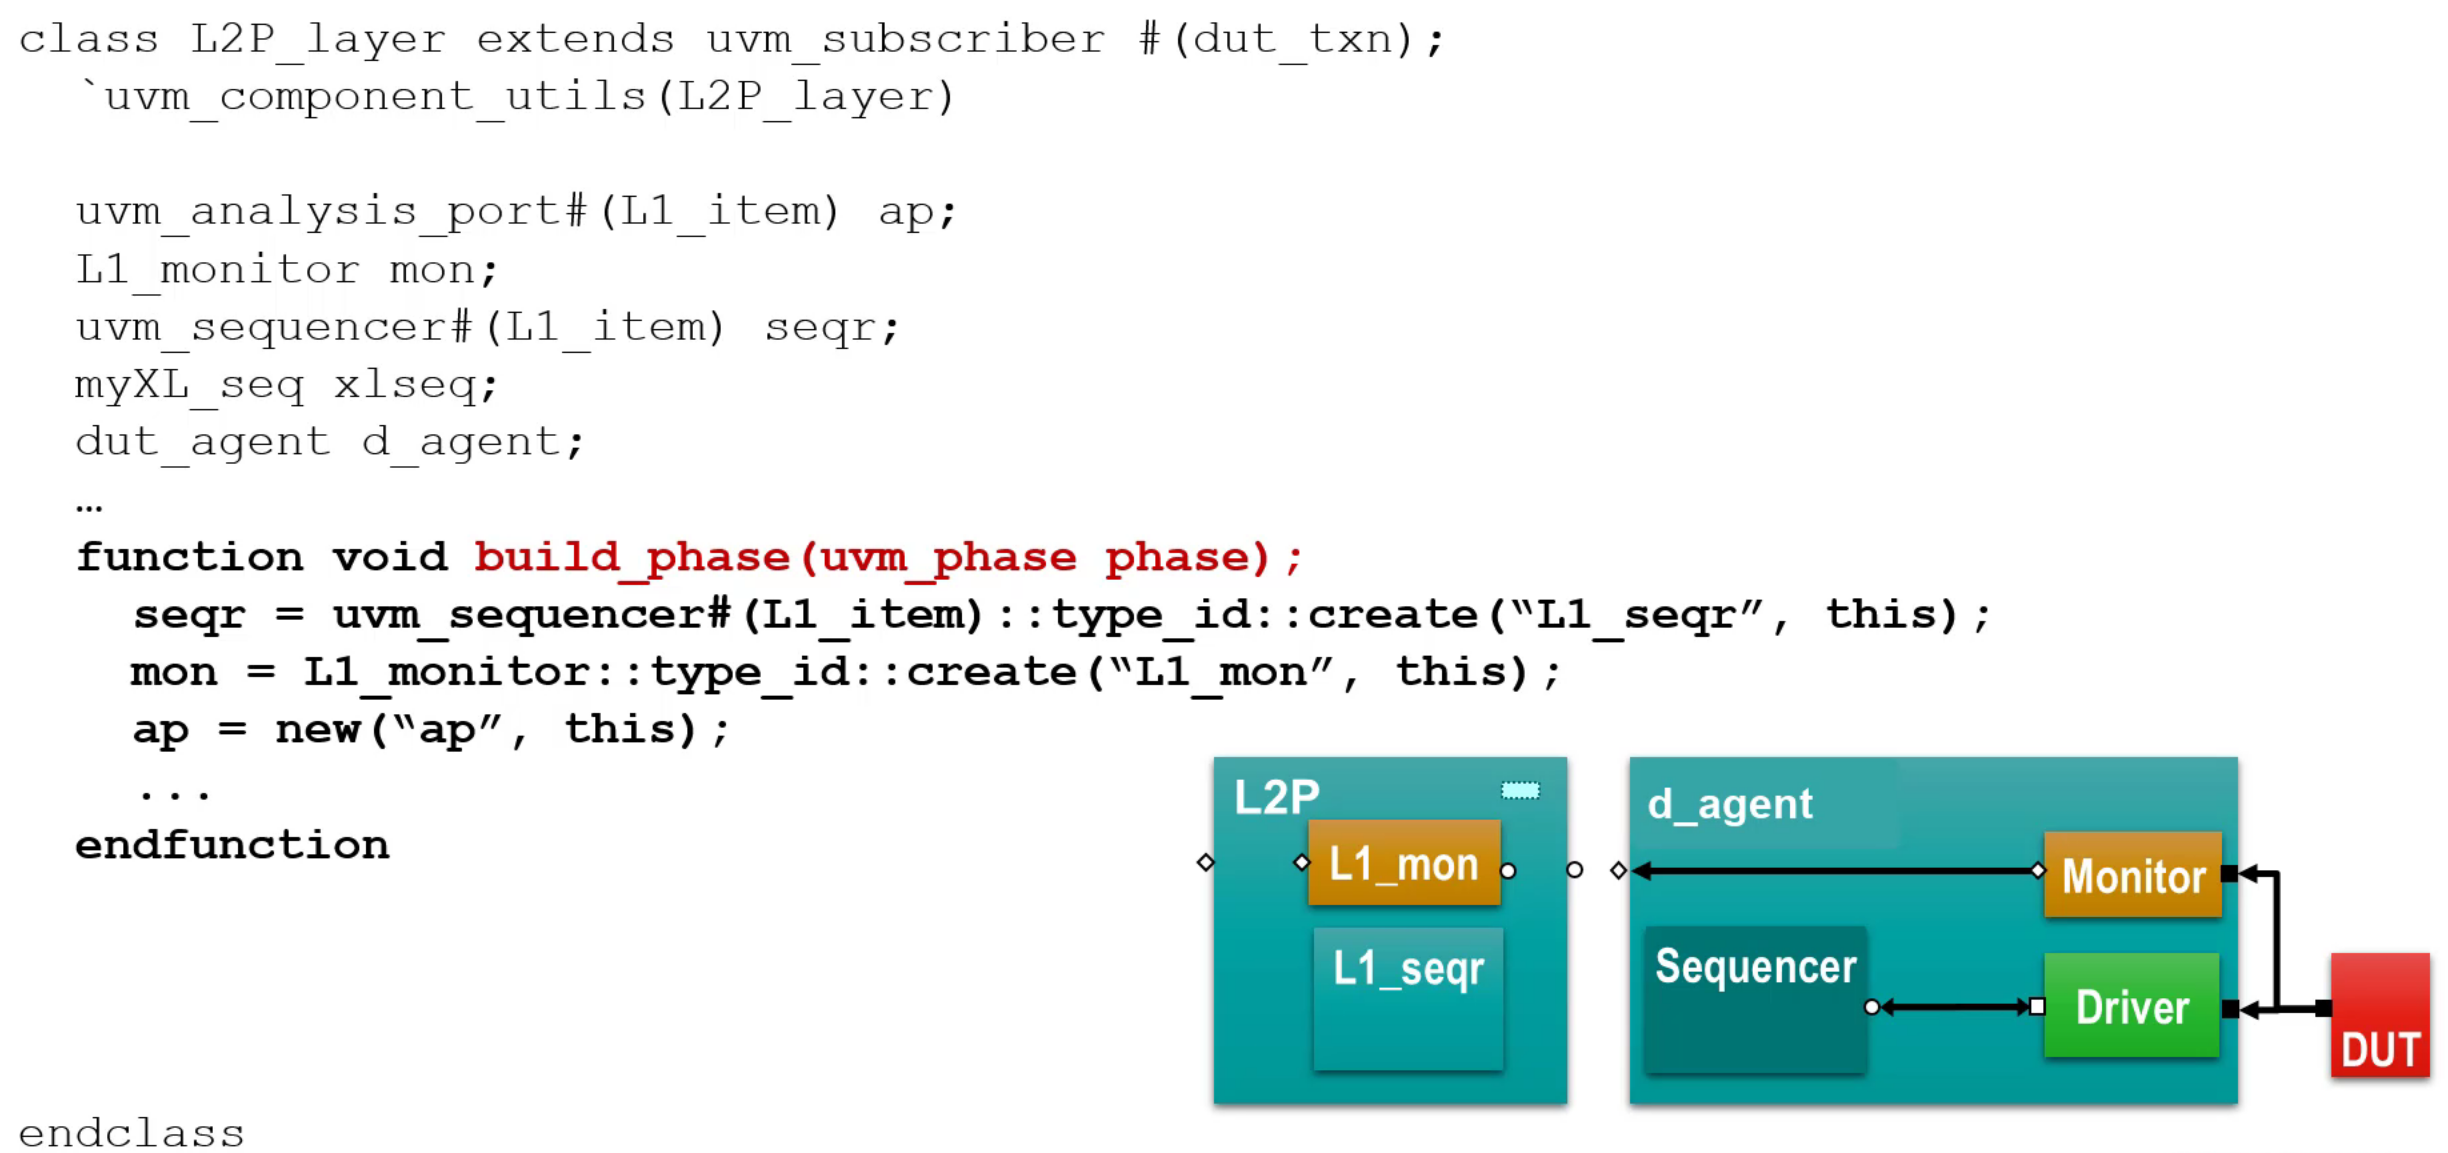 class L2P_layer extends uvm_subscriber #(dut_txn);
`uvm_component_utils(L2P_layer)
uvm_analysis_port#(L1_item) ap;
L1_monitor mon;
uvm_sequencer#(L1_item) seqr;
myXL_seq xlseq;
dut_agent d_agent;
…
function void build_phase(uvm_phase phase);
seqr = uvm_sequencer#(L1_item)::type_id::create(“L1_seqr”, this);
mon = L1_monitor::type_id::create(“L1_mon”, this);
ap = new(“ap”, this);
...
endfunction
endclass
L2P
L1_mon
L1_seqr
d_agent
Monitor
Sequencer
Driver
DUT